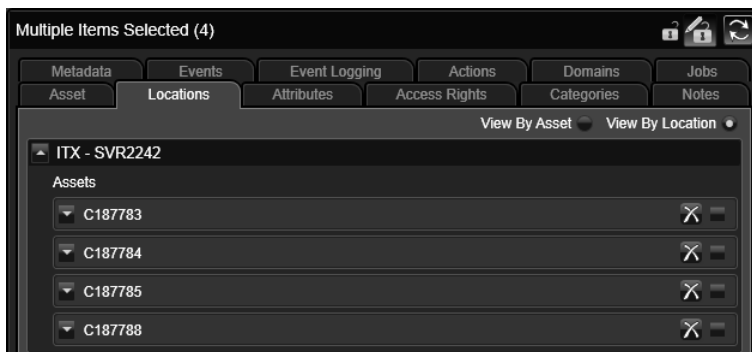 Multiple Items Selected (4)
Metadata Events Event Logging Actions Domains Jobs
Asset Locations Attributes Access Rights Categories Notes
View By Asset View By Location
ITX - SVR2242
Assets
C187783
C187784
C187785
C187788